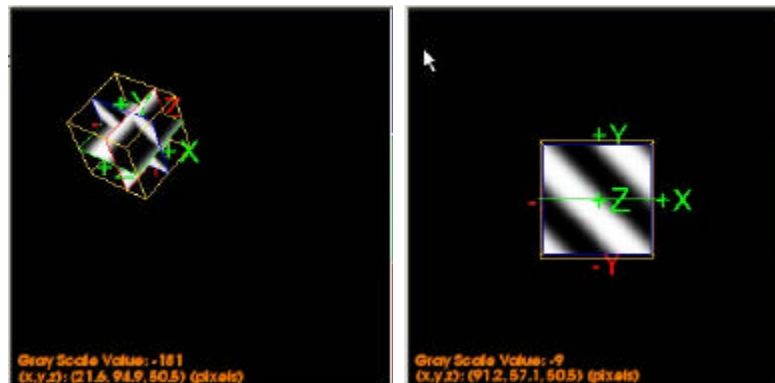 +Y
Z
-
+X
+Z
Gray Scale Value: -181
(x,y,z): (21.6, 94.9, 50.5) (pixels)
+Y
-
+Z
+X
-Y
Gray Scale Value: -9
(x,y,z): (91.2, 57.1, 50.5) (pixels)